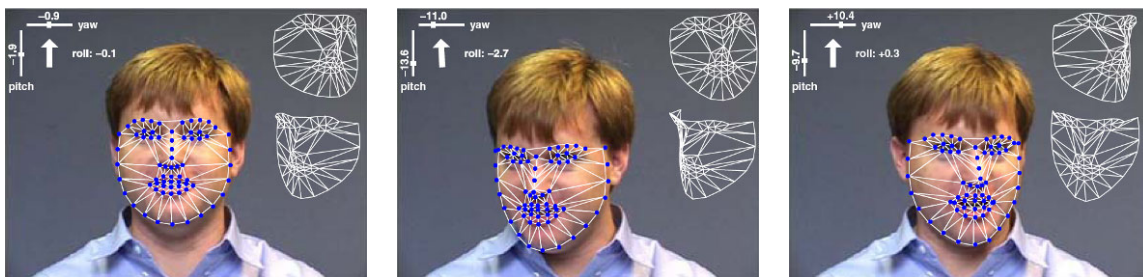 −0.9
yaw
−1.9
roll: −0.1
pitch
−11.0
yaw
−13.6
roll: −2.7
pitch
+10.4
yaw
−9.7
roll: +0.3
pitch